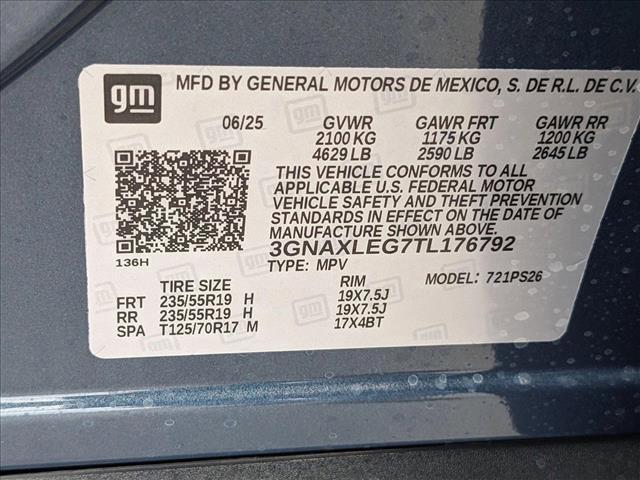 gm MFD BY GENERAL MOTORS DE MEXICO, S. DE R.L. DE C.V.
06/25 GVWR GAWR FRT GAWR RR
2100 KG 1175 KG 1200 KG
4629 LB 2590 LB 2645 LB
THIS VEHICLE CONFORMS TO ALL
APPLICABLE U.S. FEDERAL MOTOR
VEHICLE SAFETY AND THEFT PREVENTION
STANDARDS IN EFFECT ON THE DATE OF
MANUFACTURE SHOWN ABOVE.
3GNAXLEG7TL176792
136H
TYPE: MPV MODEL: 721PS26
TIRE SIZE RIM
FRT 235/55R19 H 19X7.5J
RR 235/55R19 H 19X7.5J
SPA T125/70R17 M 17X4BT